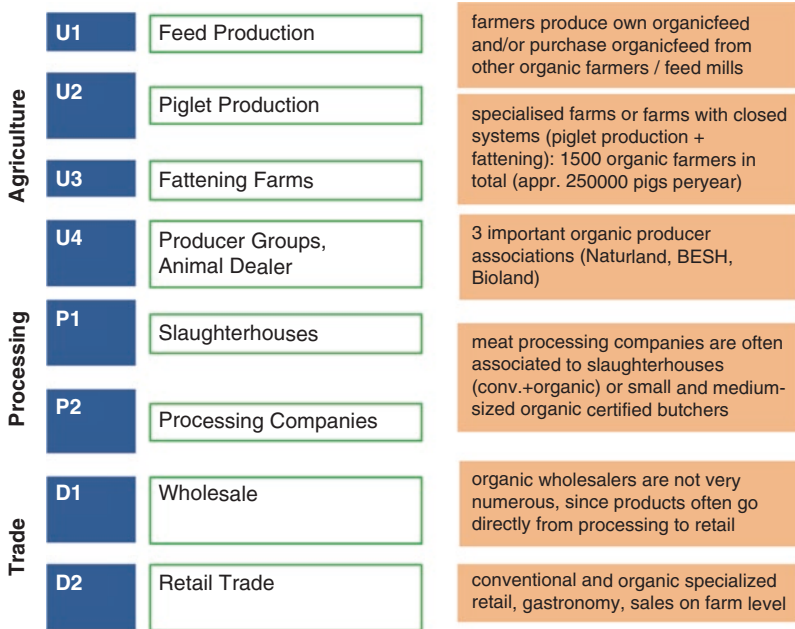 Agriculture
U1
Feed Production
farmers produce own organicfeed
and/or purchase organicfeed from
other organic farmers / feed mills
U2
Piglet Production
specialised farms or farms with closed
systems (piglet production +
fattening): 1500 organic farmers in
total (appr. 250000 pigs peryear)
U3
Fattening Farms
U4
Producer Groups,
Animal Dealer
3 important organic producer
associations (Naturland, BESH,
Bioland)
Processing
P1
Slaughterhouses
meat processing companies are often
associated to slaughterhouses
(conv.+organic) or small and medium-
sized organic certified butchers
P2
Processing Companies
Trade
D1
Wholesale
organic wholesalers are not very
numerous, since products often go
directly from processing to retail
D2
Retail Trade
conventional and organic specialized
retail, gastronomy, sales on farm level